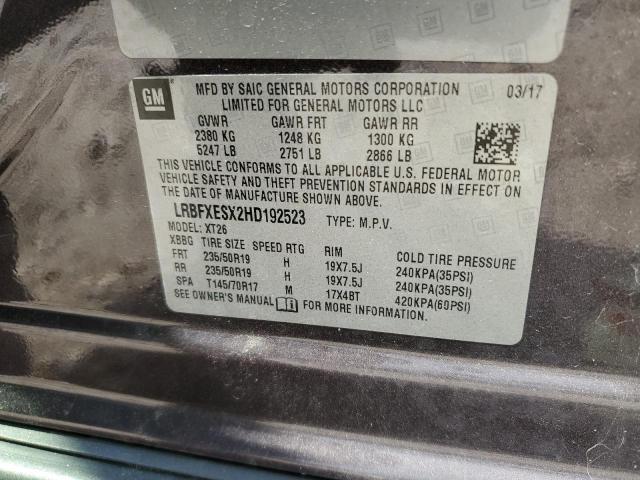 GM
MFD BY SAIC GENERAL MOTORS CORPORATION 03/17
LIMITED FOR GENERAL MOTORS LLC
GVWR GAWR FRT GAWR RR
2380 KG 1248 KG 1300 KG
5247 LB 2751 LB 2866 LB
THIS VEHICLE CONFORMS TO ALL APPLICABLE U.S. FEDERAL MOTOR
VEHICLE SAFETY AND THEFT PREVENTION STANDARDS IN EFFECT ON
THE DATE OF MANUFACTURE SHOWN ABOVE.
LRBFXESX2HD192523 TYPE: M.P.V.
MODEL: XT26
XBBG TIRE SIZE SPEED RTG RIM COLD TIRE PRESSURE
FRT 235/50R19 H 19X7.5J 240KPA(35PSI)
RR 235/50R19 H 19X7.5J 240KPA(35PSI)
SPA T145/70R17 M 17X4BT 420KPA(60PSI)
SEE OWNER'S MANUAL